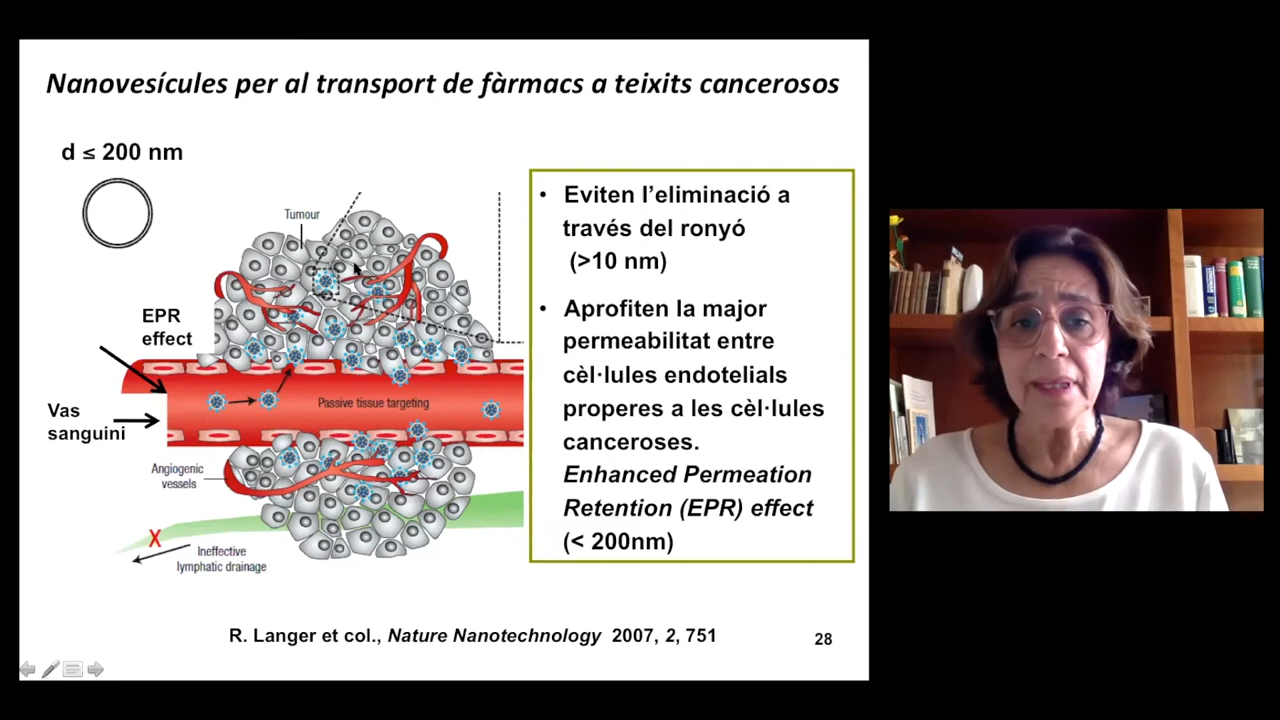 Nanovesícules per al transport de fàrmacs a teixits cancerosos
d ≤ 200 nm
Tumour
EPR
effect
Vas
sanguini
Passive tissue targeting
Angiogenic
vessels
X
Ineffective
lymphatic drainage
• Eviten l’eliminació a
través del ronyó
(>10 nm)
• Aprofiten la major
permeabilitat entre
cèl·lules endotelials
properes a les cèl·lules
canceroses.
Enhanced Permeation
Retention (EPR) effect
(< 200nm)
R. Langer et col., Nature Nanotechnology 2007, 2, 751
28